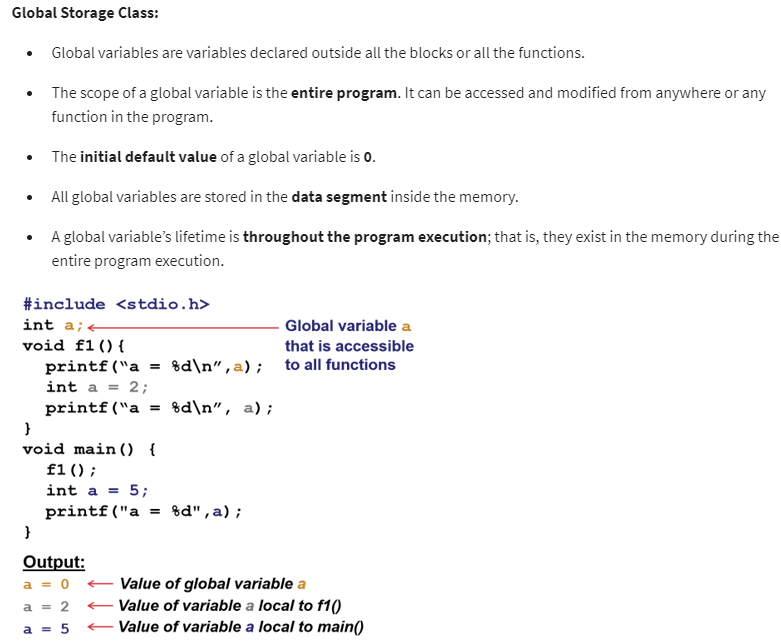 Global Storage Class:
• Global variables are variables declared outside all the blocks or all the functions.
• The scope of a global variable is the entire program. It can be accessed and modified from anywhere or any
function in the program.
• The initial default value of a global variable is 0.
• All global variables are stored in the data segment inside the memory.
• A global variable’s lifetime is throughout the program execution; that is, they exist in the memory during the
entire program execution.
#include <stdio.h>
int a; Global variable a
void f1(){ that is accessible
printf(“a = %d\n”,a); to all functions
int a = 2;
printf(“a = %d\n”, a);
}
void main() {
f1();
int a = 5;
printf("a = %d",a);
}
Output:
a = 0 Value of global variable a
a = 2 Value of variable a local to f1()
a = 5 Value of variable a local to main()